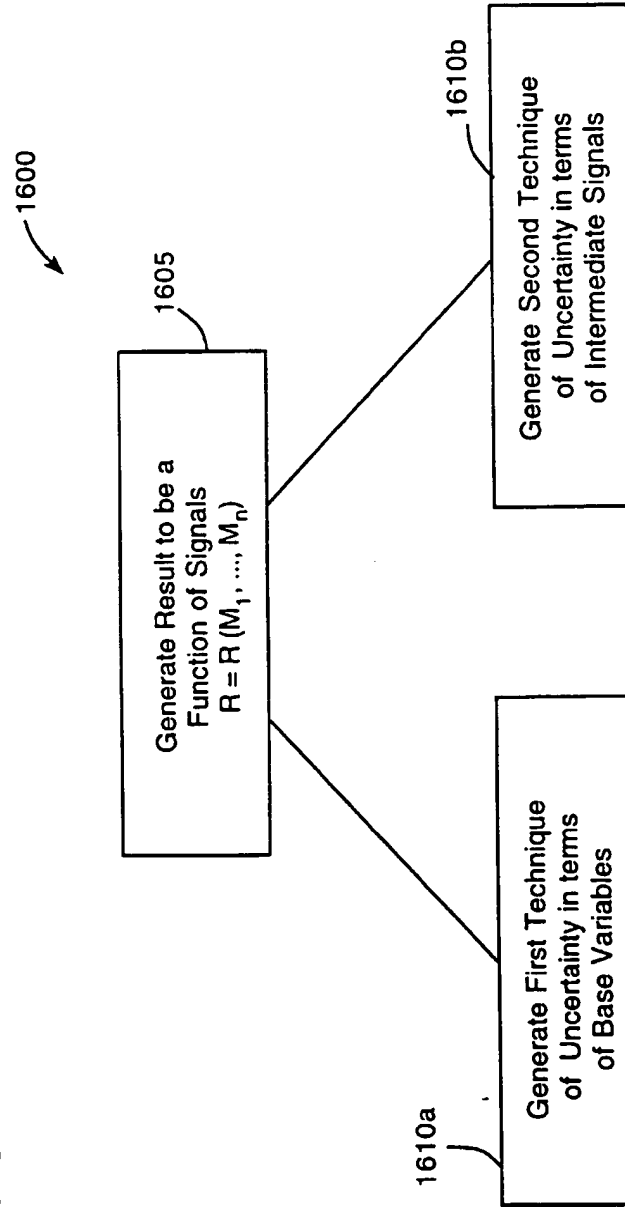 1600
1605
Generate Result to be a
Function of Signals
R = R (M₁, ..., Mₙ)
1610a
Generate First Technique
of Uncertainty in terms
of Base Variables
1610b
Generate Second Technique
of Uncertainty in terms
of Intermediate Signals